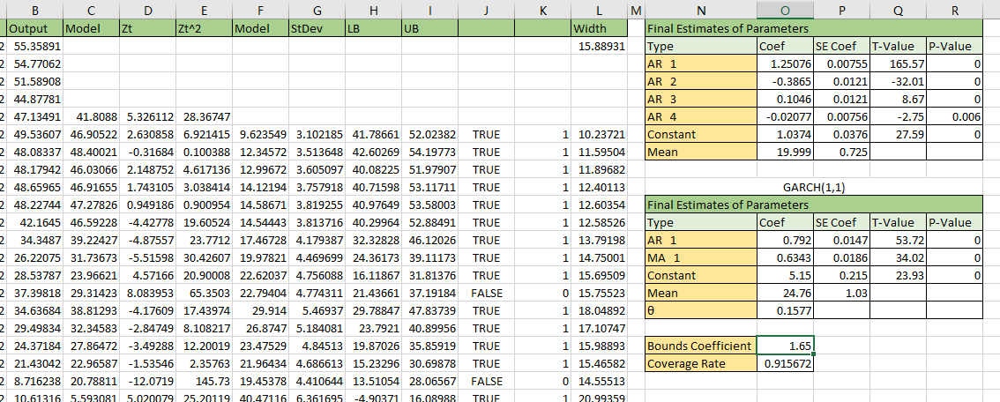 B C D E F G H I J K L M N O P Q R
Output Model Zt Zt^2 Model StDev LB UB Width Final Estimates of Parameters
2 55.35891 15.88931 Type Coef SE Coef T-Value P-Value
2 54.77062 AR 1 1.25076 0.00755 165.57 0
2 51.58908 AR 2 -0.3865 0.0121 -32.01 0
2 44.87781 AR 3 0.1046 0.0121 8.67 0
2 47.13491 41.8088 5.326112 28.36747 AR 4 -0.02077 0.00756 -2.75 0.006
2 49.53607 46.90522 2.630858 6.921415 9.623549 3.102185 41.78661 52.02382 TRUE 1 10.23721 Constant 1.0374 0.0376 27.59 0
2 48.08337 48.40021 -0.31684 0.100388 12.34572 3.513648 42.60269 54.19773 TRUE 1 11.59504 Mean 19.999 0.725
2 48.17942 46.03066 2.148752 4.617136 12.99672 3.605097 40.08225 51.97907 TRUE 1 11.89682
2 48.65965 46.91655 1.743105 3.038414 14.12194 3.757918 40.71598 53.11711 TRUE 1 12.40113 GARCH(1,1)
2 48.22744 47.27826 0.949186 0.900954 14.58671 3.819255 40.97649 53.58003 TRUE 1 12.60354 Final Estimates of Parameters
2 42.1645 46.59228 -4.42778 19.60524 14.54443 3.813716 40.29964 52.88491 TRUE 1 12.58526 Type Coef SE Coef T-Value P-Value
2 34.3487 39.22427 -4.87557 23.7712 17.46728 4.179387 32.32828 46.12026 TRUE 1 13.79198 AR 1 0.792 0.0147 53.72 0
2 26.22075 31.73673 -5.51598 30.42607 19.97821 4.469699 24.36173 39.11173 TRUE 1 14.75001 MA 1 0.6343 0.0186 34.02 0
2 28.53787 23.96621 4.57166 20.90008 22.62037 4.756088 16.11867 31.81376 TRUE 1 15.69509 Constant 5.15 0.215 23.93 0
2 37.39818 29.31423 8.083953 65.3503 22.79404 4.774311 21.43661 37.19184 FALSE 0 15.75523 Mean 24.76 1.03
2 34.63684 38.81293 -4.17609 17.43974 29.914 5.46937 29.78847 47.83739 TRUE 1 18.04892 θ 0.1577
2 29.49834 32.34583 -2.84749 8.108217 26.8747 5.184081 23.7921 40.89956 TRUE 1 17.10747
2 24.37184 27.86472 -3.49288 12.20019 23.47529 4.84513 19.87026 35.85919 TRUE 1 15.98893 Bounds Coefficient 1.65
2 21.43042 22.96587 -1.53546 2.35763 21.96434 4.686613 15.23296 30.69878 TRUE 1 15.46582 Coverage Rate 0.915672
2 8.716238 20.78811 -12.0719 145.73 19.45378 4.410644 13.51054 28.06567 FALSE 0 14.55513
2 10.61316 5.593081 5.020079 25.20119 40.47116 6.361695 -4.90371 16.08988 TRUE 1 20.99359